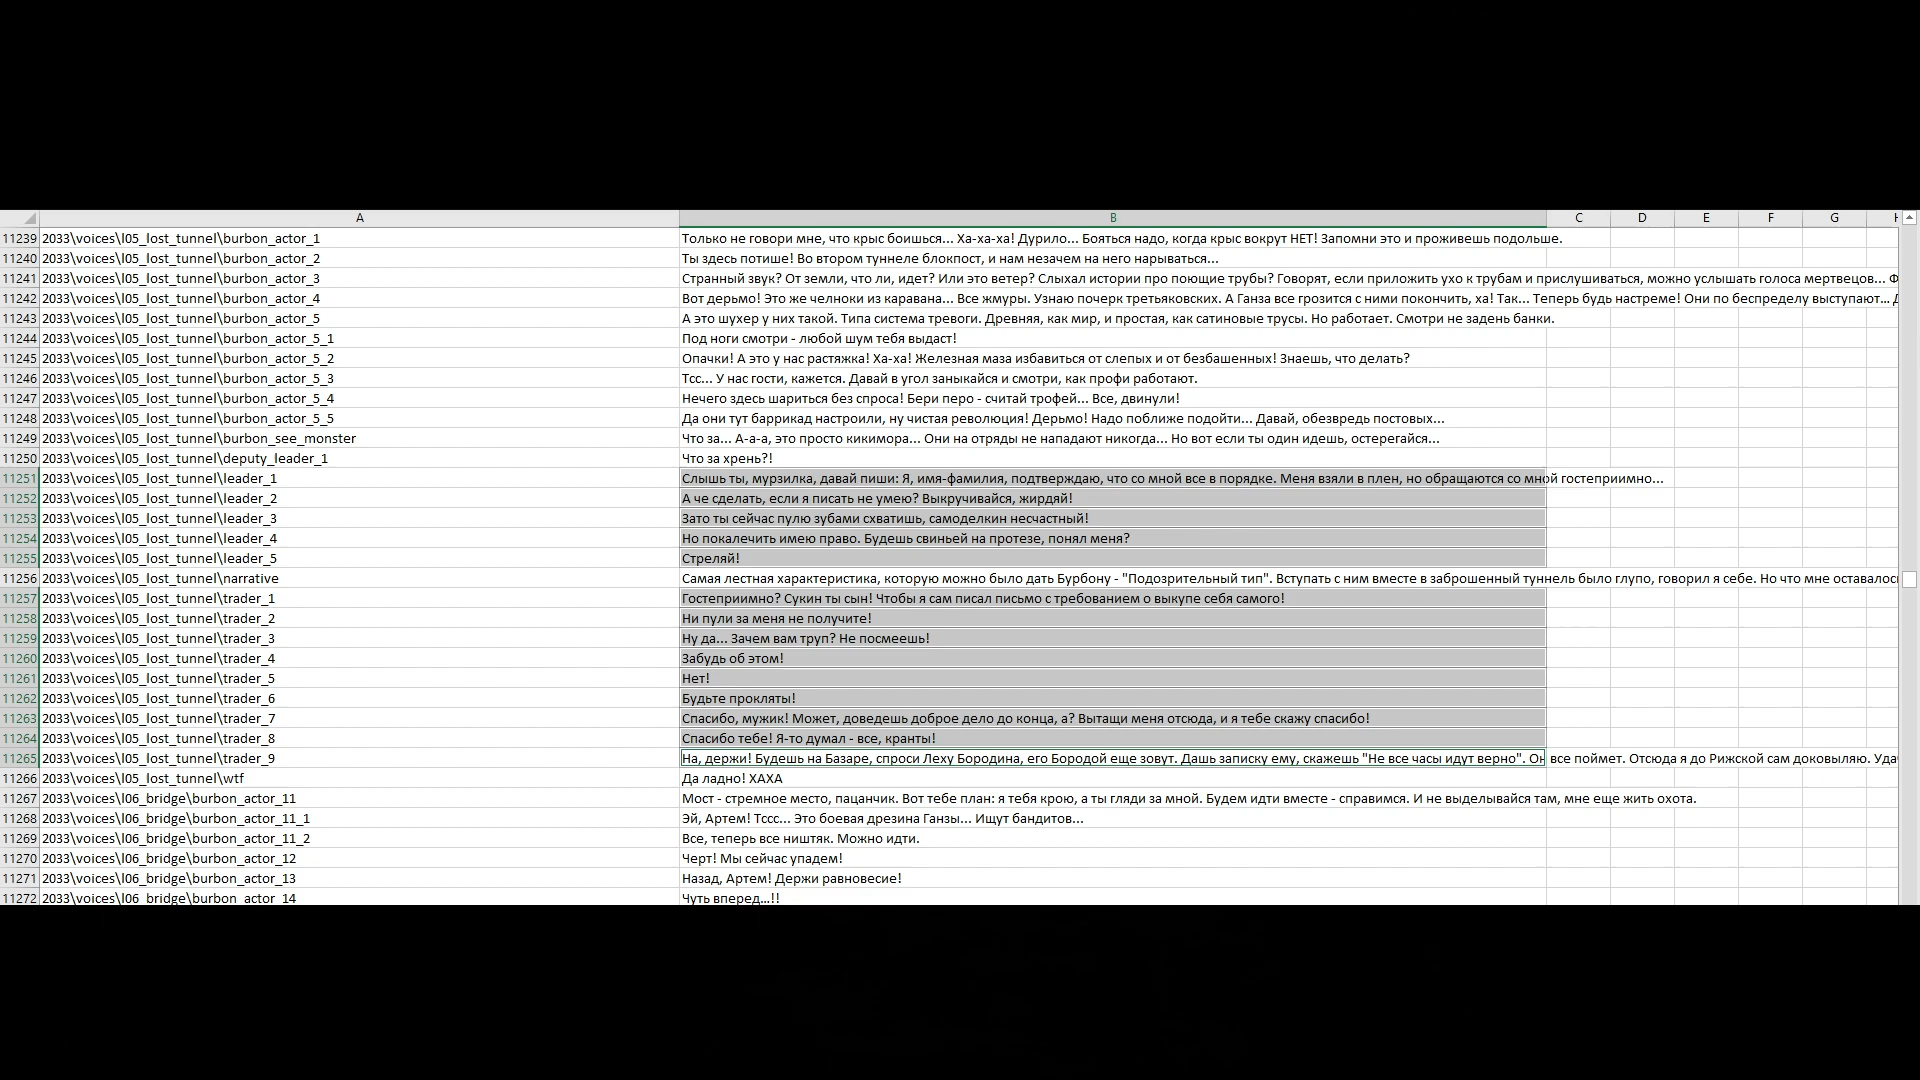 A B C D E F G H
11239 2033\voices\l05_lost_tunnel\burbon_actor_1 Только не говори мне, что крыс боишься... Ха-ха-ха! Дурило... Бояться надо, когда крыс вокрут НЕТ! Запомни это и проживешь подольше.
11240 2033\voices\l05_lost_tunnel\burbon_actor_2 Ты здесь потише! Во втором туннеле блокпост, и нам незачем на него нарываться...
11241 2033\voices\l05_lost_tunnel\burbon_actor_3 Странный звук? От земли, что ли, идет? Или это ветер? Слыхал истории про поющие трубы? Говорят, если приложить ухо к трубам и прислушиваться, можно услышать голоса мертвецов... Ф
11242 2033\voices\l05_lost_tunnel\burbon_actor_4 Вот дерьмо! Это же челноки из каравана... Все жмуры. Узнаю почерк третьяковских. А Ганза все грозится с ними покончить, ха! Так... Теперь будь настреме! Они по беспределу выступают... Д
11243 2033\voices\l05_lost_tunnel\burbon_actor_5 А это шухер у них такой. Типа система тревоги. Древняя, как мир, и простая, как сатиновые трусы. Но работает. Смотри не задень банки.
11244 2033\voices\l05_lost_tunnel\burbon_actor_5_1 Под ноги смотри - любой шум тебя выдаст!
11245 2033\voices\l05_lost_tunnel\burbon_actor_5_2 Опачки! А это у нас растяжка! Ха-ха! Железная маза избавиться от слепых и от безбашенных! Знаешь, что делать?
11246 2033\voices\l05_lost_tunnel\burbon_actor_5_3 Тсс... У нас гости, кажется. Давай в угол заныкайся и смотри, как профи работают.
11247 2033\voices\l05_lost_tunnel\burbon_actor_5_4 Нечего здесь шариться без спроса! Бери перо - считай трофей... Все, двинули!
11248 2033\voices\l05_lost_tunnel\burbon_actor_5_5 Да они тут баррикад настроили, ну чистая революция! Дерьмо! Надо поближе подойти... Давай, обезвредь постовых...
11249 2033\voices\l05_lost_tunnel\burbon_see_monster Что за... А-а-а, это просто кикимора... Они на отряды не нападают никогда... Но вот если ты один идешь, остерегайся...
11250 2033\voices\l05_lost_tunnel\deputy_leader_1 Что за хрень?!
11251 2033\voices\l05_lost_tunnel\leader_1 Слышь ты, мурзилка, давай пиши: Я, имя-фамилия, подтверждаю, что со мной все в порядке. Меня взяли в плен, но обращаются со мной гостеприимно...
11252 2033\voices\l05_lost_tunnel\leader_2 А че сделать, если я писать не умею? Выкручивайся, жирдяй!
11253 2033\voices\l05_lost_tunnel\leader_3 Зато ты сейчас пулю зубами схватишь, самоделкин несчастный!
11254 2033\voices\l05_lost_tunnel\leader_4 Но покалечить имею право. Будешь свиньей на протезе, понял меня?
11255 2033\voices\l05_lost_tunnel\leader_5 Стреляй!
11256 2033\voices\l05_lost_tunnel\narrative Самая лестная характеристика, которую можно было дать Бурбону - "Подозрительный тип". Вступать с ним вместе в заброшенный туннель было глупо, говорил я себе. Но что мне оставалос
11257 2033\voices\l05_lost_tunnel\trader_1 Гостеприимно? Сукин ты сын! Чтобы я сам писал письмо с требованием о выкупе себя самого!
11258 2033\voices\l05_lost_tunnel\trader_2 Ни пули за меня не получите!
11259 2033\voices\l05_lost_tunnel\trader_3 Ну да... Зачем вам труп? Не посмеешь!
11260 2033\voices\l05_lost_tunnel\trader_4 Забудь об этом!
11261 2033\voices\l05_lost_tunnel\trader_5 Нет!
11262 2033\voices\l05_lost_tunnel\trader_6 Будьте прокляты!
11263 2033\voices\l05_lost_tunnel\trader_7 Спасибо, мужик! Может, доведешь доброе дело до конца, а? Вытащи меня отсюда, и я тебе скажу спасибо!
11264 2033\voices\l05_lost_tunnel\trader_8 Спасибо тебе! Я-то думал - все, кранты!
11265 2033\voices\l05_lost_tunnel\trader_9 На, держи! Будешь на Базаре, спроси Леху Бородина, его Бородой еще зовут. Дашь записку ему, скажешь "Не все часы идут верно". Он все поймет. Отсюда я до Рижской сам доковыляю. Уда
11266 2033\voices\l05_lost_tunnel\wtf Да ладно! ХАХА
11267 2033\voices\l06_bridge\burbon_actor_11 Мост - стремное место, пацанчик. Вот тебе план: я тебя крою, а ты гляди за мной. Будем идти вместе - справимся. И не выделывайся там, мне еще жить охота.
11268 2033\voices\l06_bridge\burbon_actor_11_1 Эй, Артем! Тссс... Это боевая дрезина Ганзы... Ищут бандитов...
11269 2033\voices\l06_bridge\burbon_actor_11_2 Все, теперь все ништяк. Можно идти.
11270 2033\voices\l06_bridge\burbon_actor_12 Черт! Мы сейчас упадем!
11271 2033\voices\l06_bridge\burbon_actor_13 Назад, Артем! Держи равновесие!
11272 2033\voices\l06_bridge\burbon_actor_14 Чуть вперед...!!